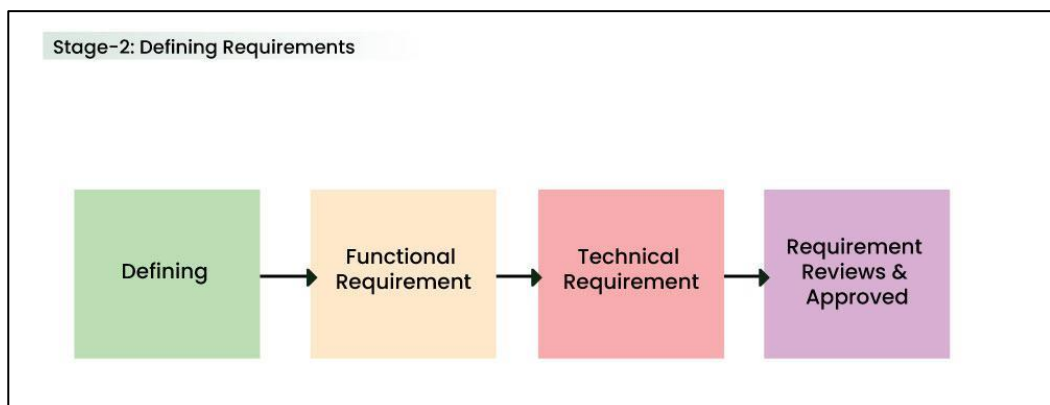 Stage-2: Defining Requirements
Defining
Functional
Requirement
Technical
Requirement
Requirement
Reviews &
Approved